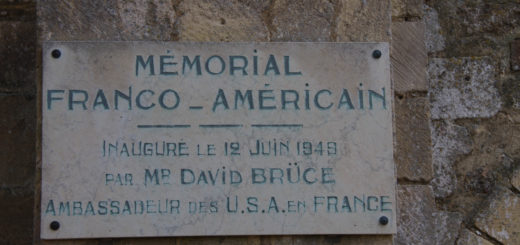 MÉMORIAL
FRANCO - AMÉRICAIN
INAUGURÉ LE 12 JUIN 1949
PAR MR DAVID BRÜCE
AMBASSADEUR DES U.S.A. EN FRANCE